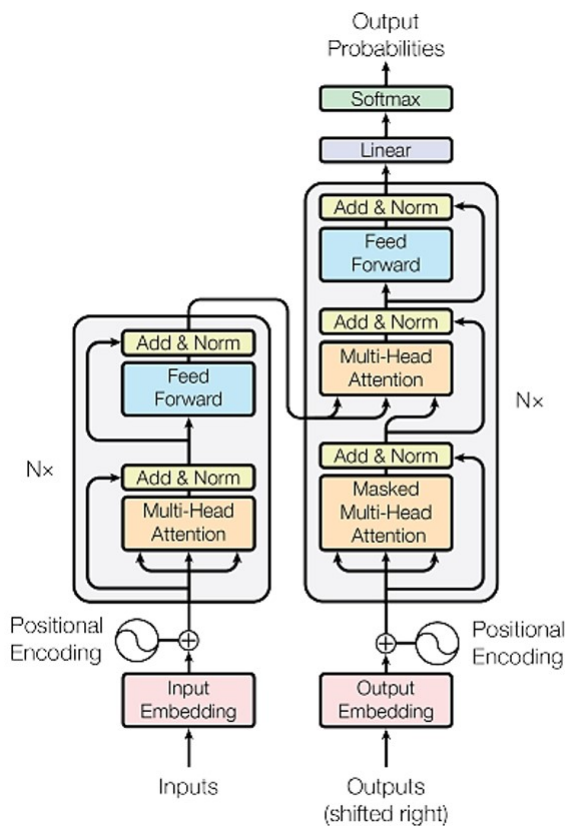 Output
Probabilities
Softmax
Linear
Add & Norm
Feed
Forward
Add & Norm
Multi-Head
Attention
Nx
Add & Norm
Masked
Multi-Head
Attention
Add & Norm
Feed
Forward
Nx
Add & Norm
Multi-Head
Attention
Positional
Encoding
Positional
Encoding
Input
Embedding
Output
Embedding
Inputs
Outputs
(shifted right)